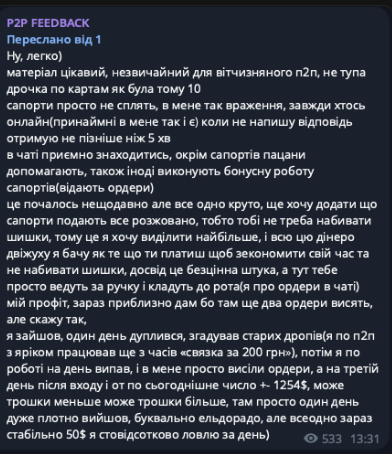 P2P FEEDBACK
Переслано від 1
Ну, легко)
матеріал цікавий, незвичайний для вітчизняного п2п, не тупа
дрочка по картам як була тому 10
сапорти просто не сплять, в мене так враження, завжди хтось
онлайн(принаймні в мене так і є) коли не напишу відповідь
отримую не пізніше ніж 5 хв
в чаті приємно знаходитись, окрім сапортів пацани
допомагають, також іноді виконують бонусну роботу
сапортів(відають ордери)
це почалось нещодавно але все одно круто, ще хочу додати що
сапорти подають все розжовано, тобто тобі не треба набивати
шишки, тому це я хочу виділити найбільше, і всю цю дінеро
двіжуху я бачу як те що ти платиш щоб зекономити свій час та
не набивати шишки, досвід це безцінна штука, а тут тебе
просто ведуть за ручку і кладуть до рота(я про ордери в чаті)
мій профіт, зараз приблизно дам бо там ще два ордери висять,
але скажу так,
я зайшов, один день дуплився, згадував старих дропів(я по п2п
з яріком працював ще з часів «связка за 200 грн»), потім я по
роботі на день випав, і в мене просто висіли ордери, а на третій
день після входу і от по сьогоднішне число +- 1254$, може
трошки меньше може трошки більше, там просто один день
дуже плотно вийшов, буквально ельдорадо, але всеодно зараз
стабільно 50$ я стовідсотково ловлю за день)
533 13:31